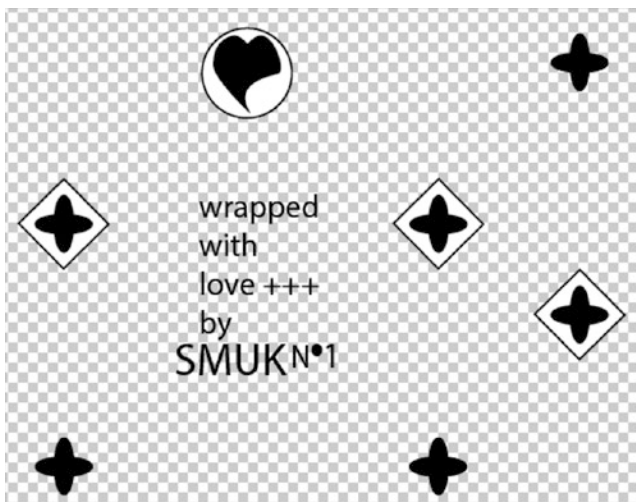 wrapped
with
love +++
by
SMUK N•1